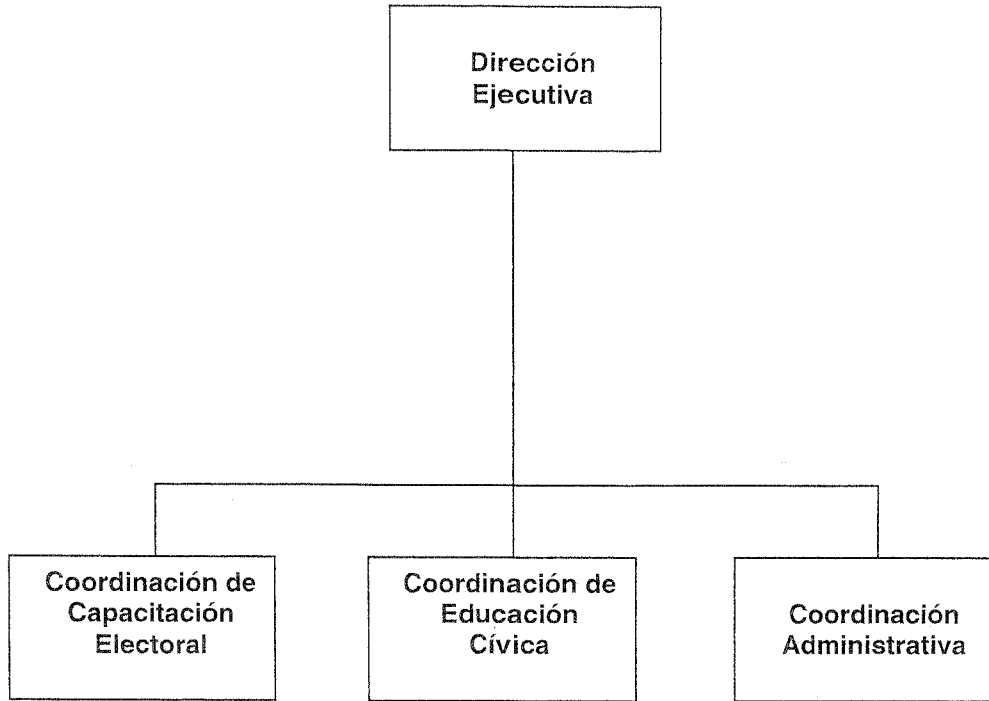 Dirección
Ejecutiva
Coordinación de
Capacitación
Electoral
Coordinación de
Educación
Cívica
Coordinación
Administrativa